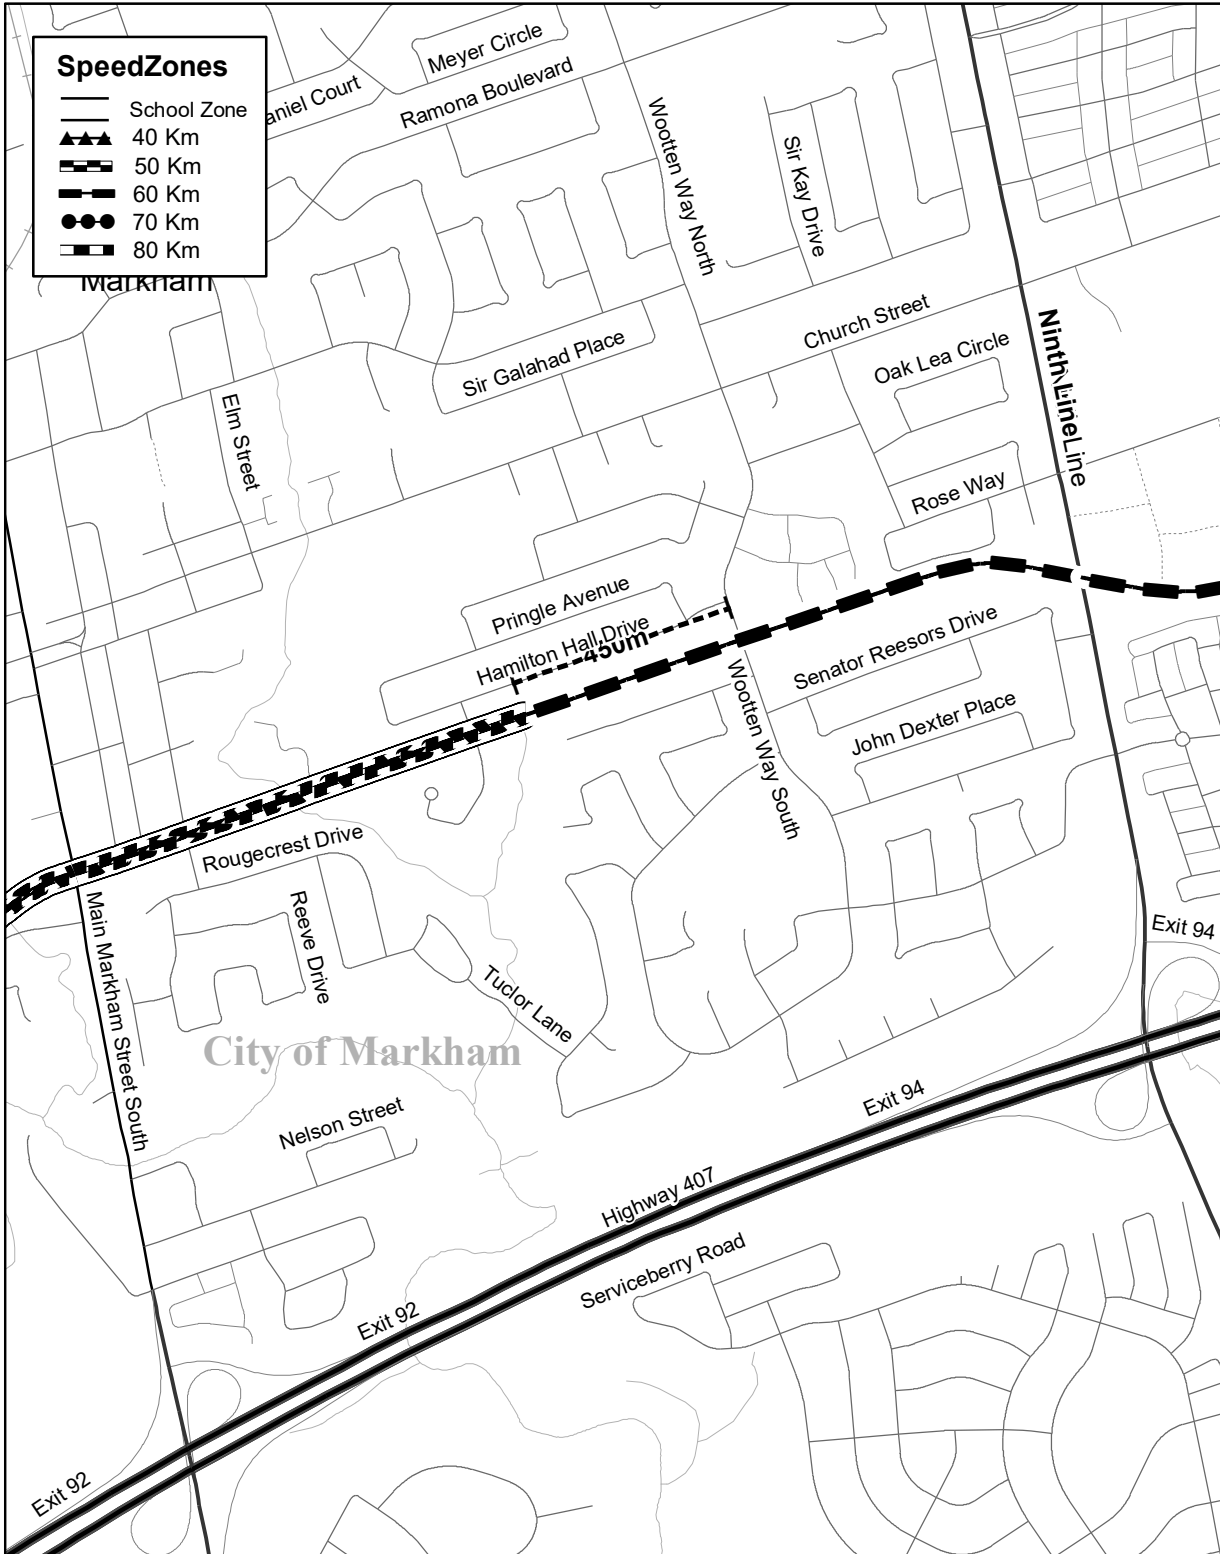 SpeedZones
School Zone
40 Km
50 Km
60 Km
70 Km
80 Km
Markham
aniel Court
Meyer Circle
Ramona Boulevard
Wootten Way North
Sir Kay Drive
Church Street
Sir Galahad Place
Oak Lea Circle
Ninth Line
Line
Elm Street
Rose Way
Pringle Avenue
Hamilton Hall Drive
450m
Senator Reesors Drive
Wootten Way South
John Dexter Place
Rougecrest Drive
Reeve Drive
Main Markham Street South
Tuclor Lane
Exit 94
City of Markham
Exit 94
Nelson Street
Highway 407
Serviceberry Road
Exit 92
Exit 92